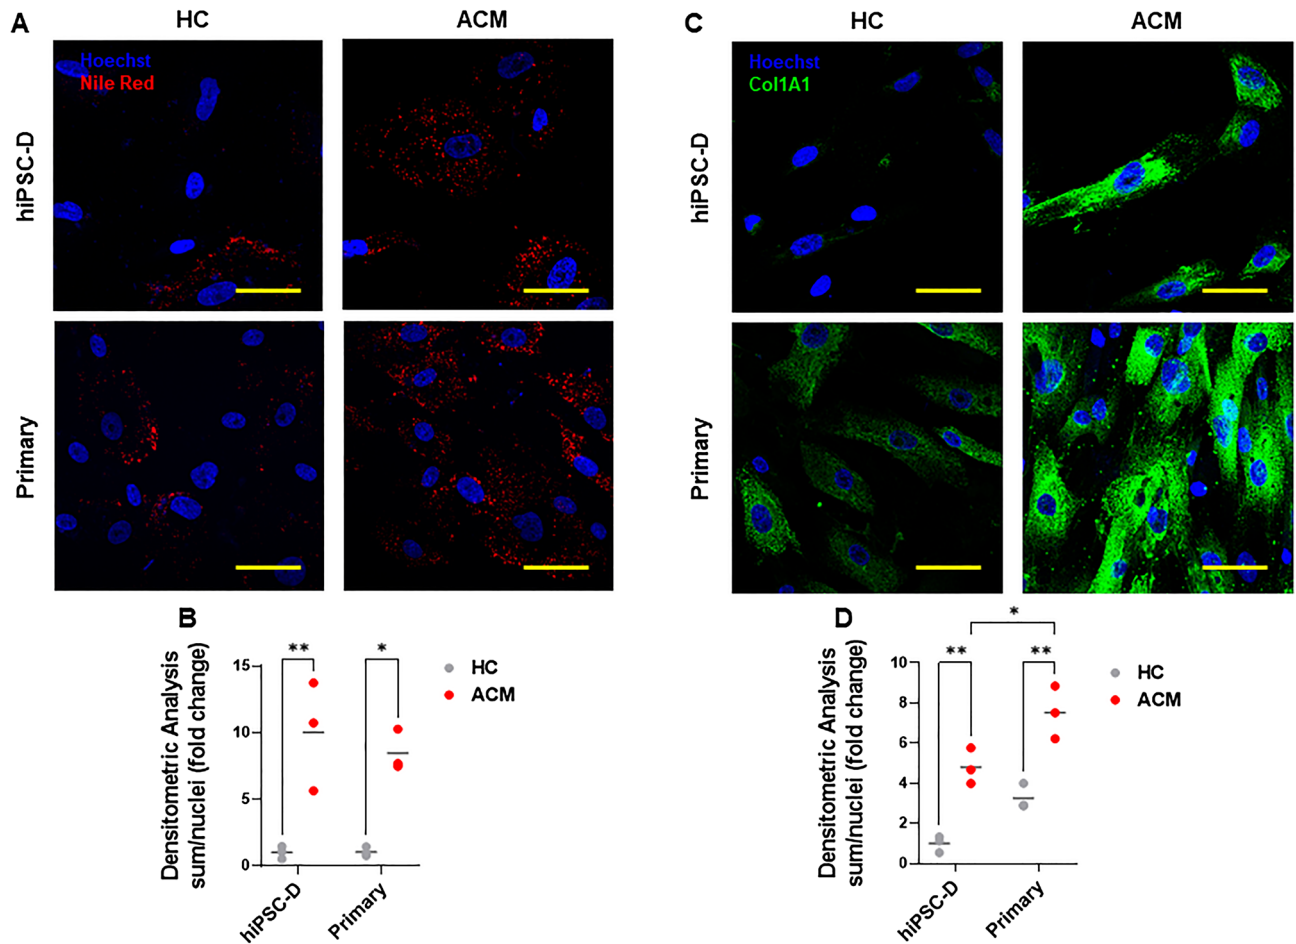 A
HC
ACM
hiPSC-D
Hoechst
Nile Red
Primary
C
HC
ACM
hiPSC-D
Hoechst
Col1A1
Primary
B
Densitometric Analysis
sum/nuclei (fold change)
15
10
5
0
**
*
hiPSC-D
Primary
HC
ACM
D
Densitometric Analysis
sum/nuclei (fold change)
10
8
6
4
2
0
*
**
**
hiPSC-D
Primary
HC
ACM